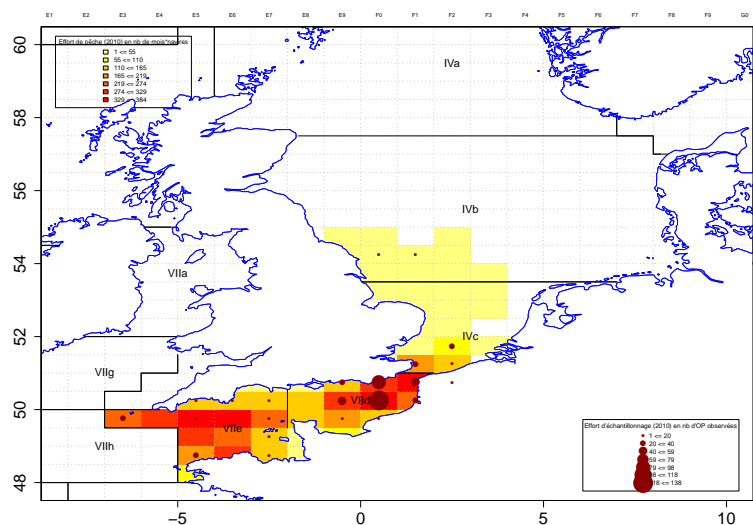 E1 E2 E3 E4 E5 E6 E7 E8 E9 F0 F1 F2 F3 F4 F5 F6 F7 F8 F9 G0
60
58
56
54
52
50
48
Effort de pêche (2010) en nb de mois*navires
1 <= 55
55 <= 110
110 <= 165
165 <= 219
219 <= 274
274 <= 329
329 <= 384
IVa
IVb
VIIa
IVc
VIIg
VIId
VIIe
VIIh
Effort d'échantillonnage (2010) en nb d'OP observées
1 <= 20
20 <= 40
40 <= 59
59 <= 79
79 <= 98
98 <= 118
118 <= 138
−5 0 5 10